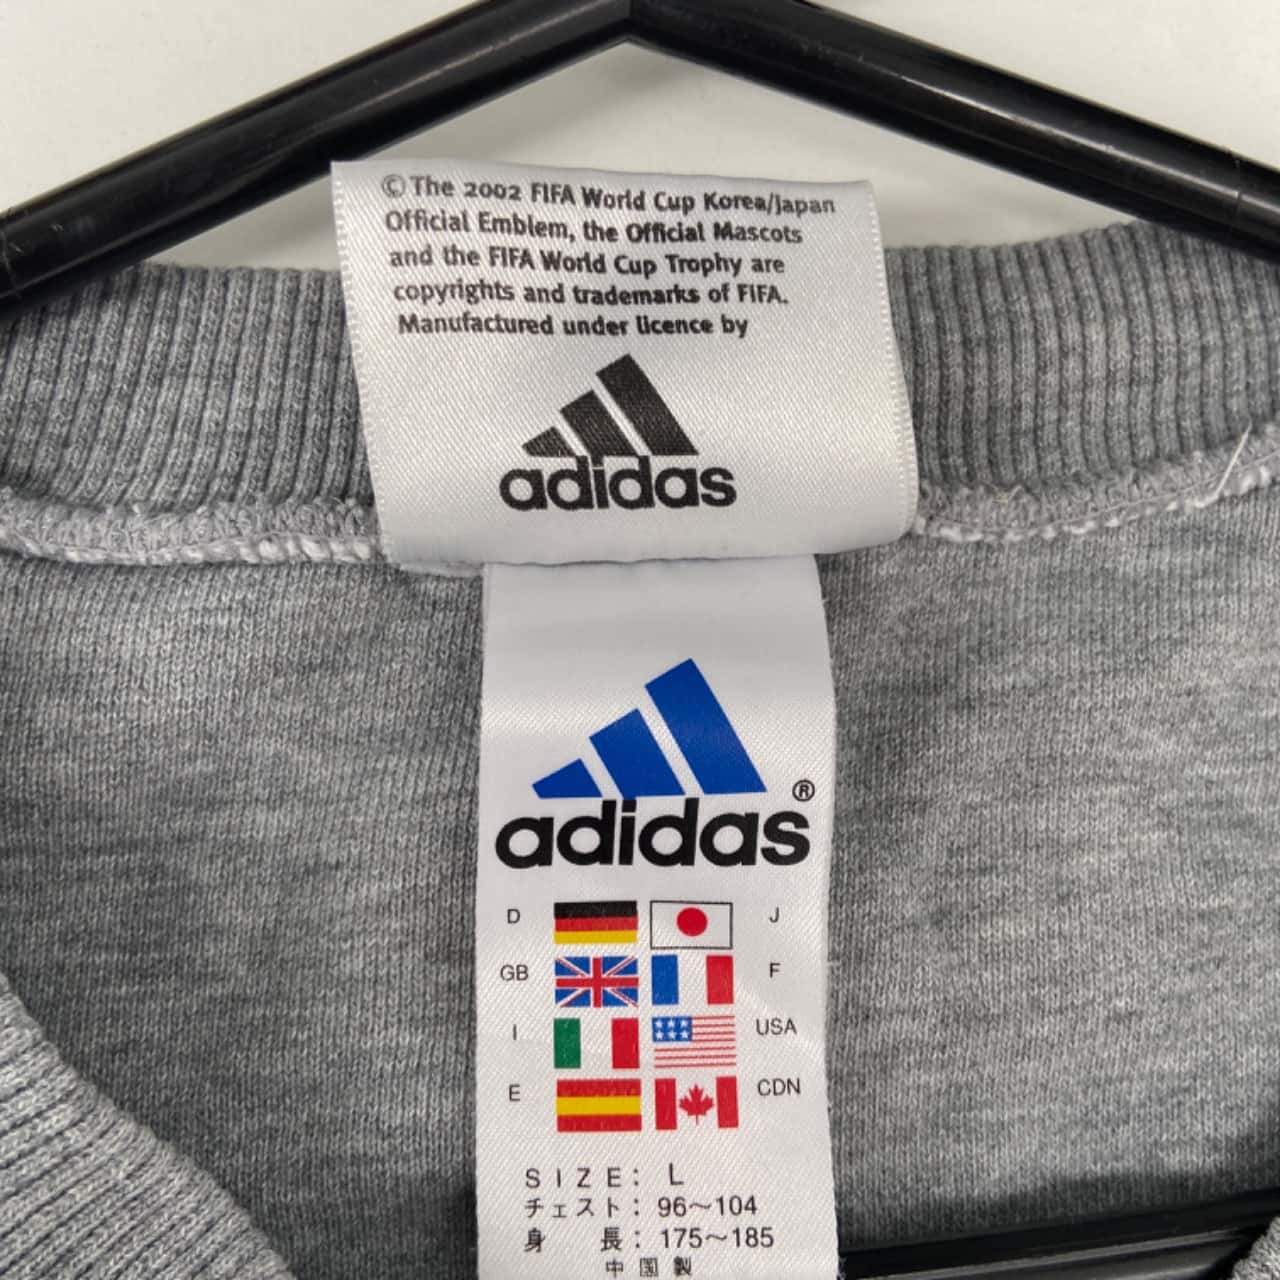 ©The 2002 FIFA World Cup Korea/Japan
Official Emblem, the Official Mascots
and the FIFA World Cup Trophy are
copyrights and trademarks of FIFA.
Manufactured under licence by
adidas
adidas®
D J
GB F
I USA
E CDN
SIZE: L
チェスト: 96~104
身 長: 175~185
中国製